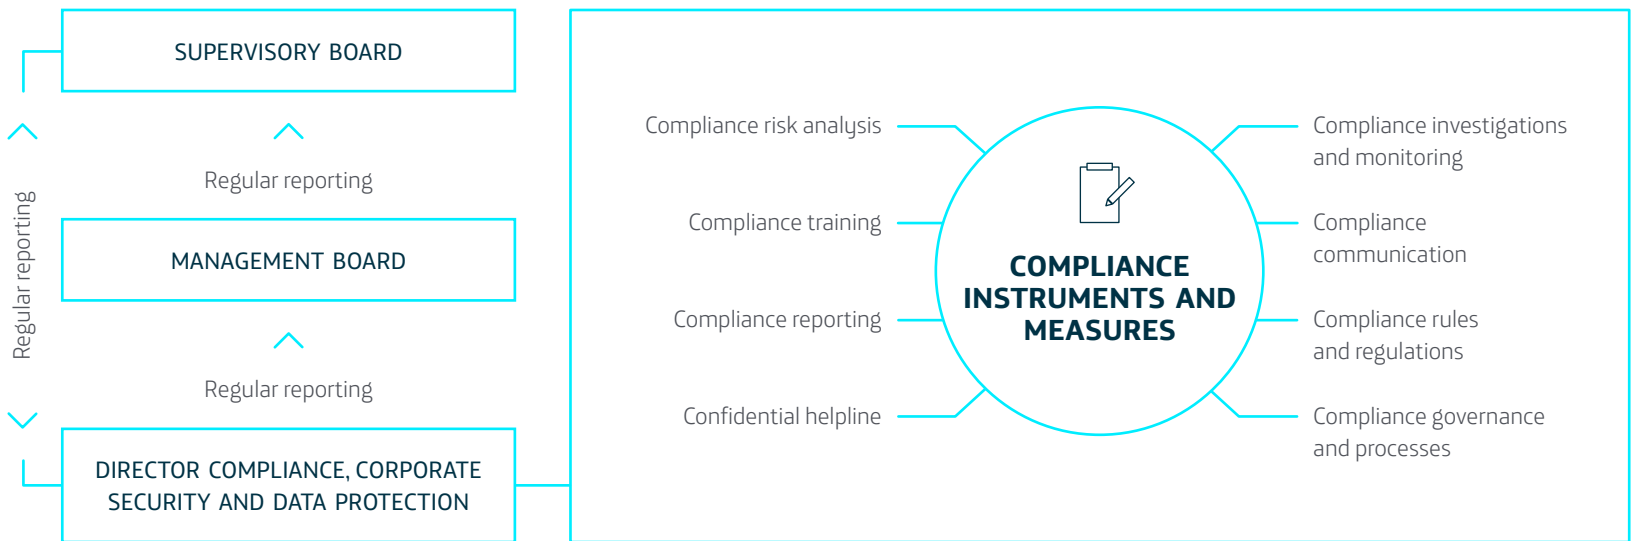 SUPERVISORY BOARD
Regular reporting
Regular reporting
MANAGEMENT BOARD
Regular reporting
DIRECTOR COMPLIANCE, CORPORATE
SECURITY AND DATA PROTECTION
Compliance risk analysis
Compliance training
Compliance reporting
Confidential helpline
COMPLIANCE
INSTRUMENTS AND
MEASURES
Compliance investigations
and monitoring
Compliance
communication
Compliance rules
and regulations
Compliance governance
and processes